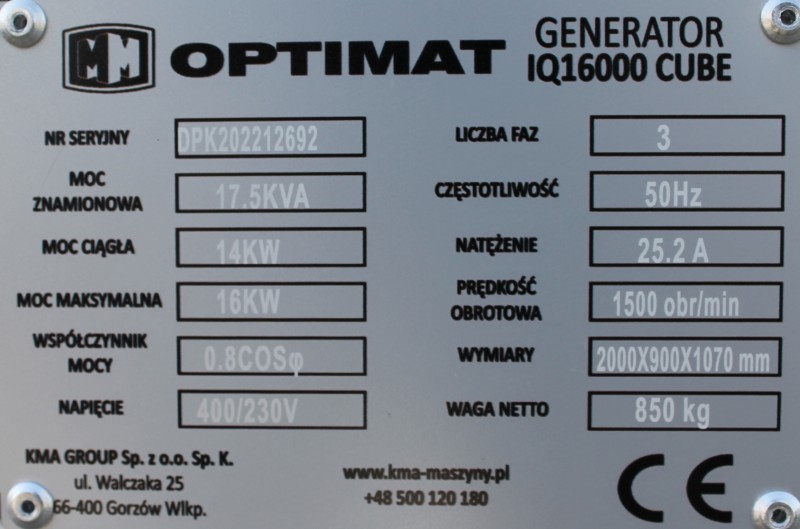 MM OPTIMAT
GENERATOR
IQ16000 CUBE
NR SERYJNY DPK202212692
MOC ZNAMIONOWA 17.5KVA
MOC CIĄGŁA 14KW
MOC MAKSYMALNA 16KW
WSPÓŁCZYNNIK MOCY 0.8COSφ
NAPIĘCIE 400/230V
LICZBA FAZ 3
CZĘSTOTLIWOŚĆ 50Hz
NATĘŻENIE 25.2 A
PRĘDKOŚĆ OBROTOWA 1500 obr/min
WYMIARY 2000X900X1070 mm
WAGA NETTO 850 kg
KMA GROUP Sp. z o.o. Sp. K.
ul. Walczaka 25
66-400 Gorzów Wlkp.
www.kma-maszyny.pl
+48 500 120 180
CE